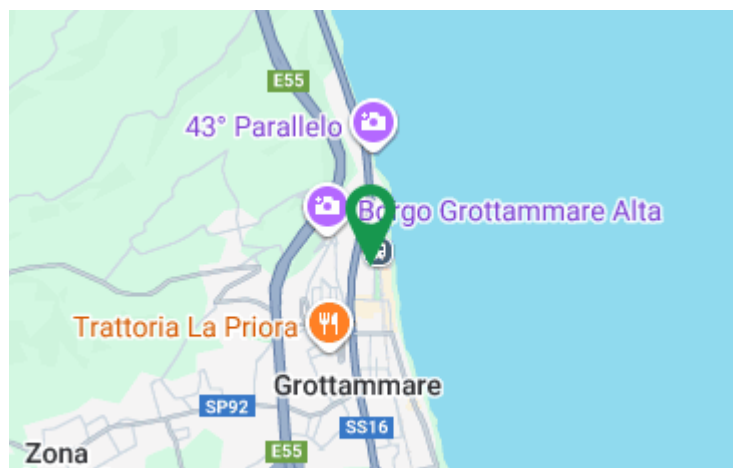 E55
43° Parallelo
Borgo Grottammare Alta
Trattoria La Priora
Grottammare
SP92
SS16
Zona
E55